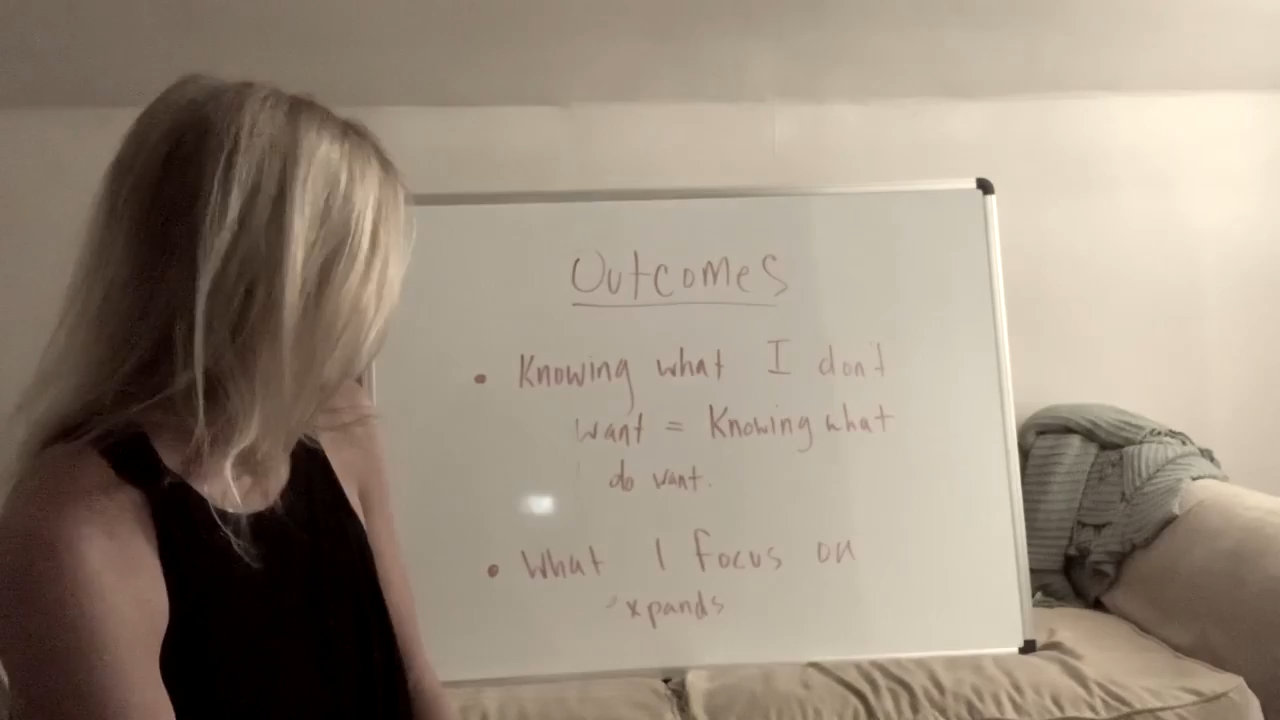 Outcomes
• Knowing what I don't
want = Knowing what
do want.
• What I focus on
xpands